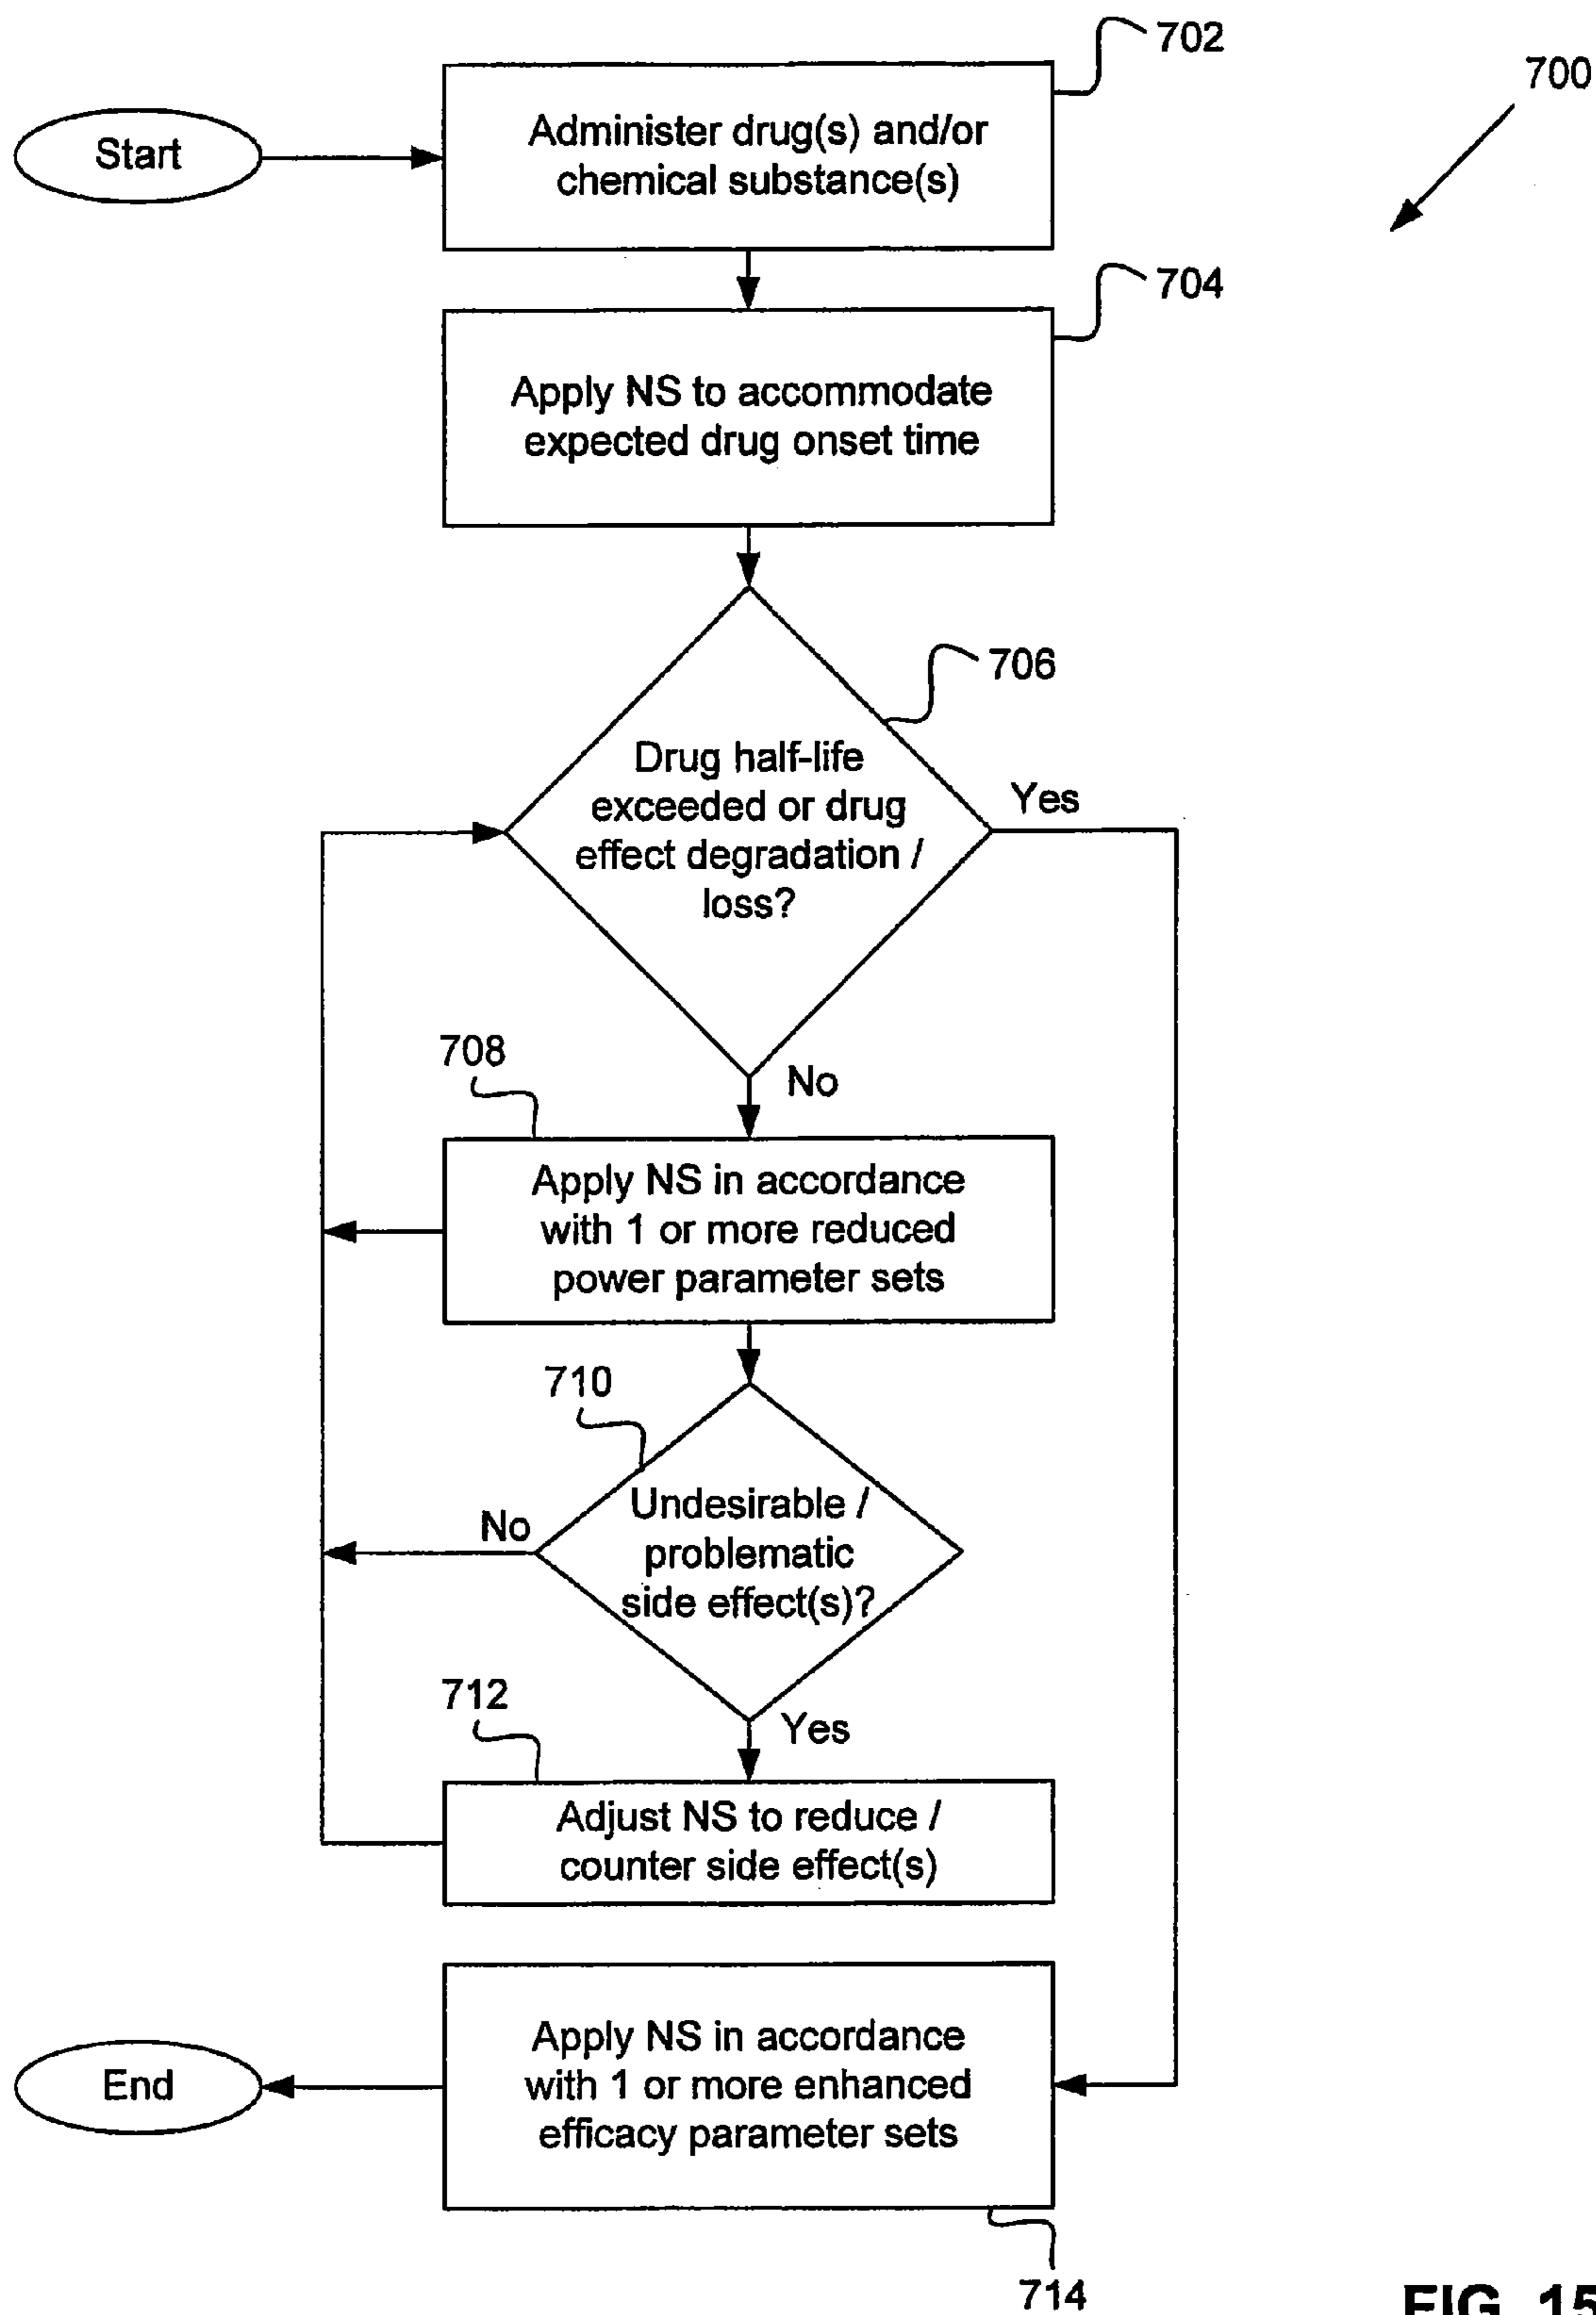 702
700
Start
Administer drug(s) and/or
chemical substance(s)
704
Apply NS to accommodate
expected drug onset time
706
Drug half-life
exceeded or drug
effect degradation /
loss?
Yes
No
708
Apply NS in accordance
with 1 or more reduced
power parameter sets
710
Undesirable /
problematic
side effect(s)?
No
Yes
712
Adjust NS to reduce /
counter side effect(s)
Apply NS in accordance
with 1 or more enhanced
efficacy parameter sets
End
714
FIG. 15